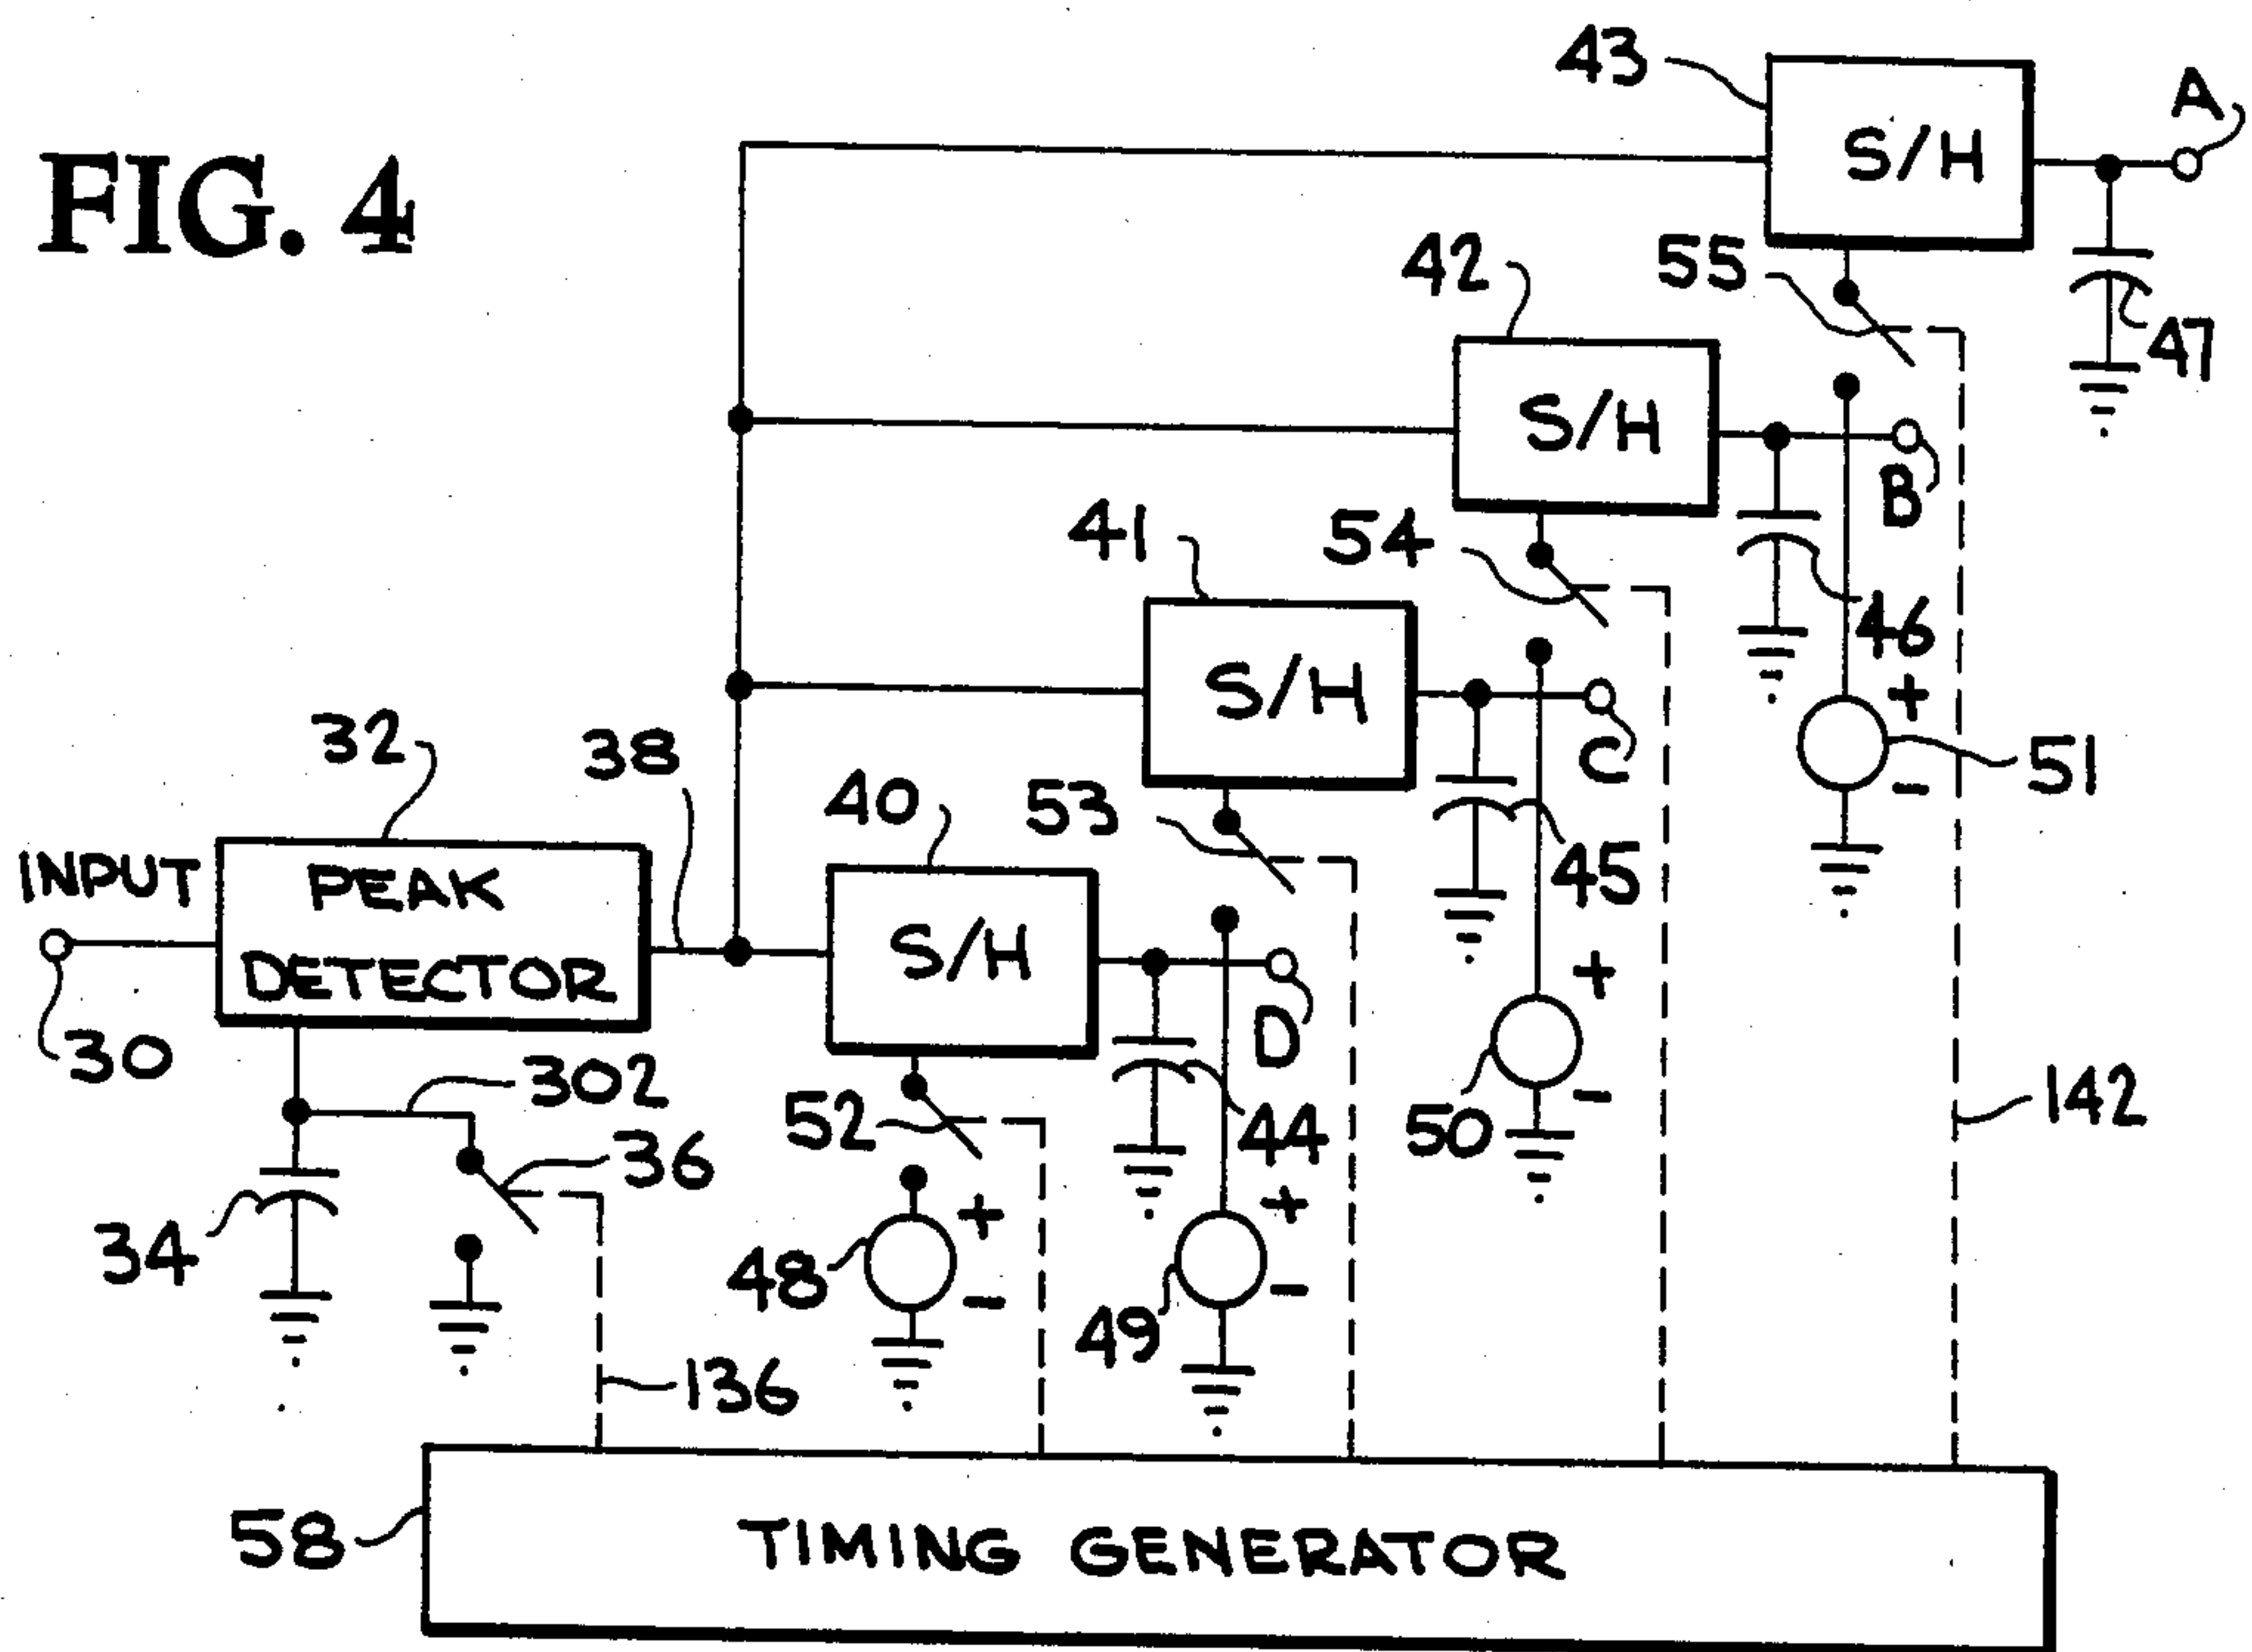 FIG. 4
43
A
S/H
55
47
42
S/H
B
54
46
41
S/H
C
+
51
-
53
45
32
38
40
INPUT
PEAK
DETECTOR
S/H
D
+
50
-
30
302
52
44
142
36
34
48
+
-
49
+
-
136
58
TIMING GENERATOR